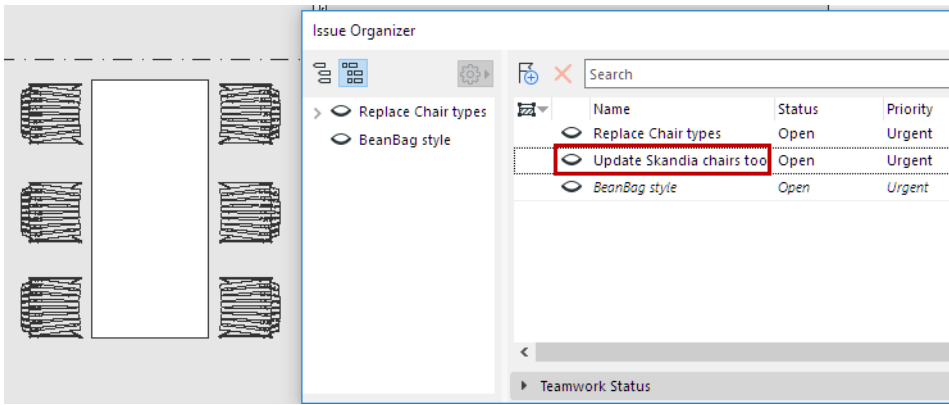 Issue Organizer
Search
Replace Chair types
BeanBag style
Name Status Priority
Replace Chair types Open Urgent
Update Skandia chairs too Open Urgent
BeanBag style Open Urgent
Teamwork Status